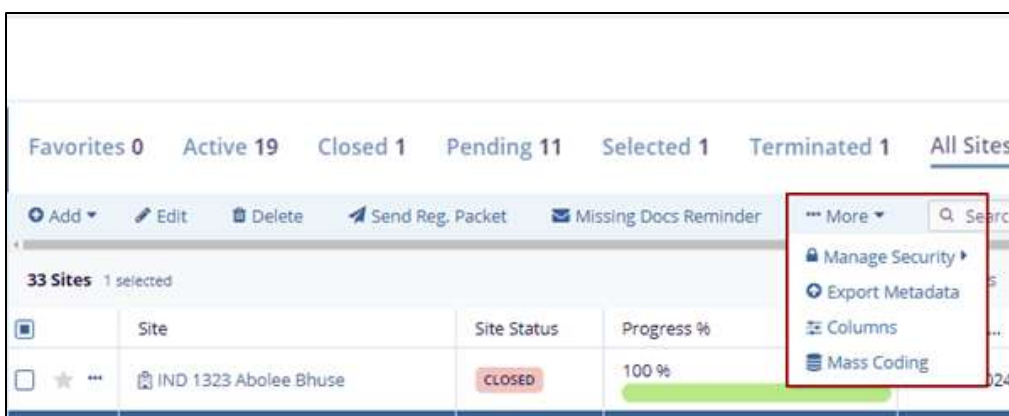 Favorites 0 Active 19 Closed 1 Pending 11 Selected 1 Terminated 1 All Sites
Add Edit Delete Send Reg. Packet Missing Docs Reminder More Searc
Manage Security
33 Sites 1 selected
Export Metadata
Site Site Status Progress % Columns
Mass Coding
IND 1323 Abolee Bhuse CLOSED 100 %